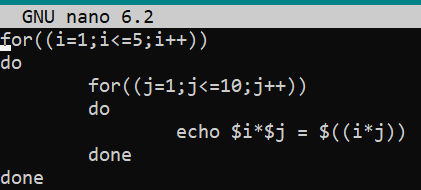 GNU nano 6.2
for((i=1;i<=5;i++))
do
for((j=1;j<=10;j++))
do
echo $i*$j = $((i*j))
done
done